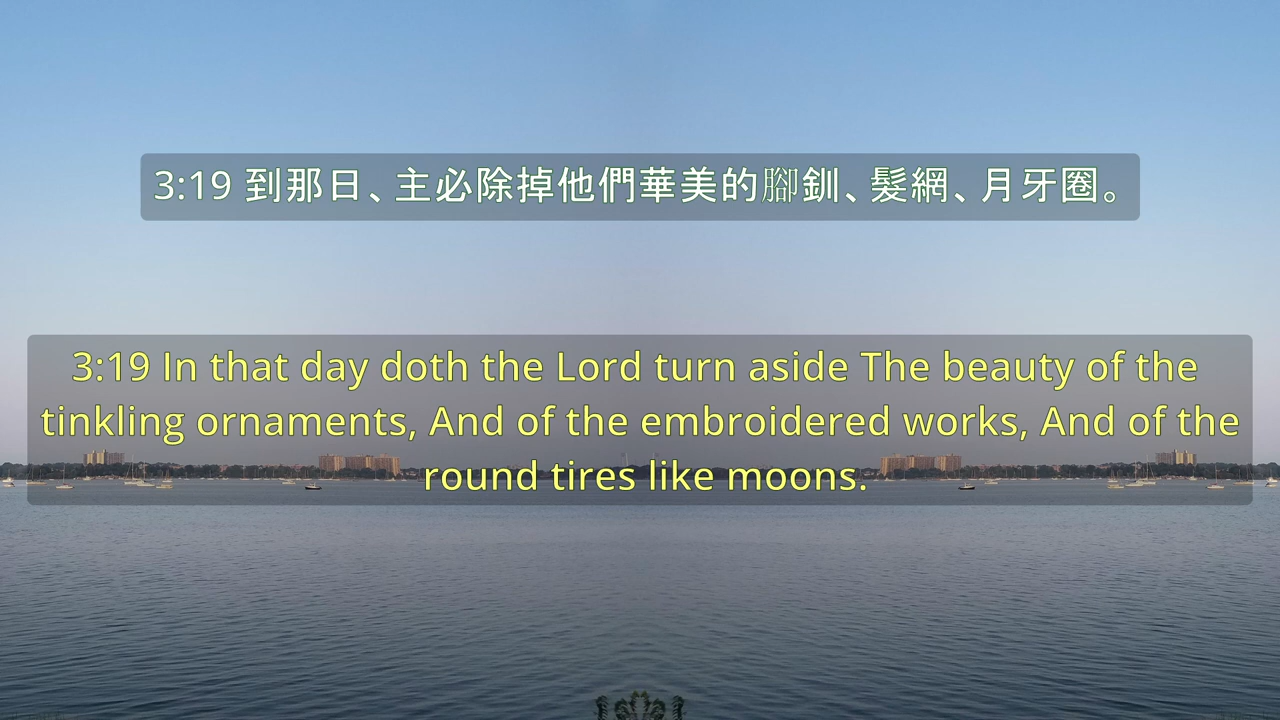 3:19 到那日、主必除掉他們華美的腳釧、髮網、月牙圈。
3:19 In that day doth the Lord turn aside The beauty of the
tinkling ornaments, And of the embroidered works, And of the
round tires like moons.